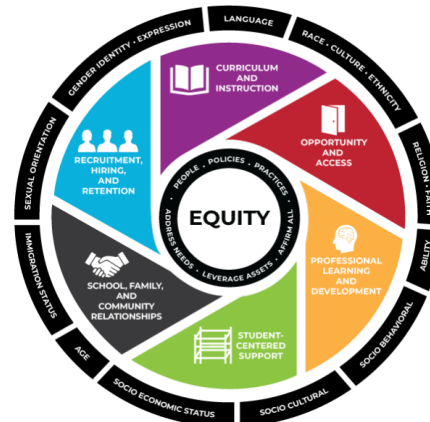 LANGUAGE
RACE • CULTURE • ETHNICITY
RELIGION • FAITH
ABILITY
SOCIO BEHAVIORAL
SOCIO CULTURAL
SOCIO ECONOMIC STATUS
AGE
IMMIGRATION STATUS
SEXUAL ORIENTATION
GENDER IDENTITY • EXPRESSION
CURRICULUM
AND
INSTRUCTION
OPPORTUNITY
AND
ACCESS
PROFESSIONAL
LEARNING
AND
DEVELOPMENT
STUDENT-
CENTERED
SUPPORT
SCHOOL, FAMILY,
AND
COMMUNITY
RELATIONSHIPS
RECRUITMENT,
HIRING,
AND
RETENTION
• PEOPLE • POLICIES • PRACTICES •
AFFIRM ALL • LEVERAGE ASSETS • ADDRESS NEEDS
EQUITY